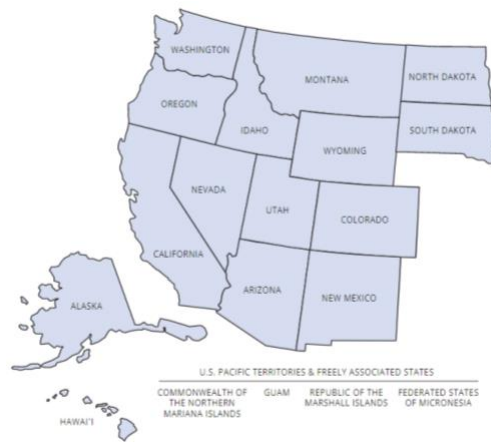 WASHINGTON
MONTANA
NORTH DAKOTA
OREGON
IDAHO
SOUTH DAKOTA
WYOMING
NEVADA
UTAH
COLORADO
CALIFORNIA
ARIZONA
NEW MEXICO
ALASKA
HAWAI'I
U.S. PACIFIC TERRITORIES & FREELY ASSOCIATED STATES
COMMONWEALTH OF
THE NORTHERN
MARIANA ISLANDS
GUAM
REPUBLIC OF THE
MARSHALL ISLANDS
FEDERATED STATES
OF MICRONESIA